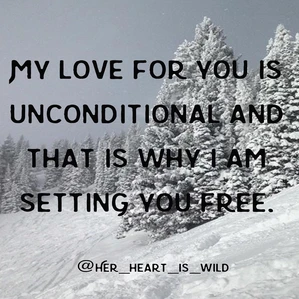 MY LOVE FOR YOU IS
UNCONDITIONAL AND
THAT IS WHY I AM
SETTING YOU FREE.
@HER_HEART_IS_WILD